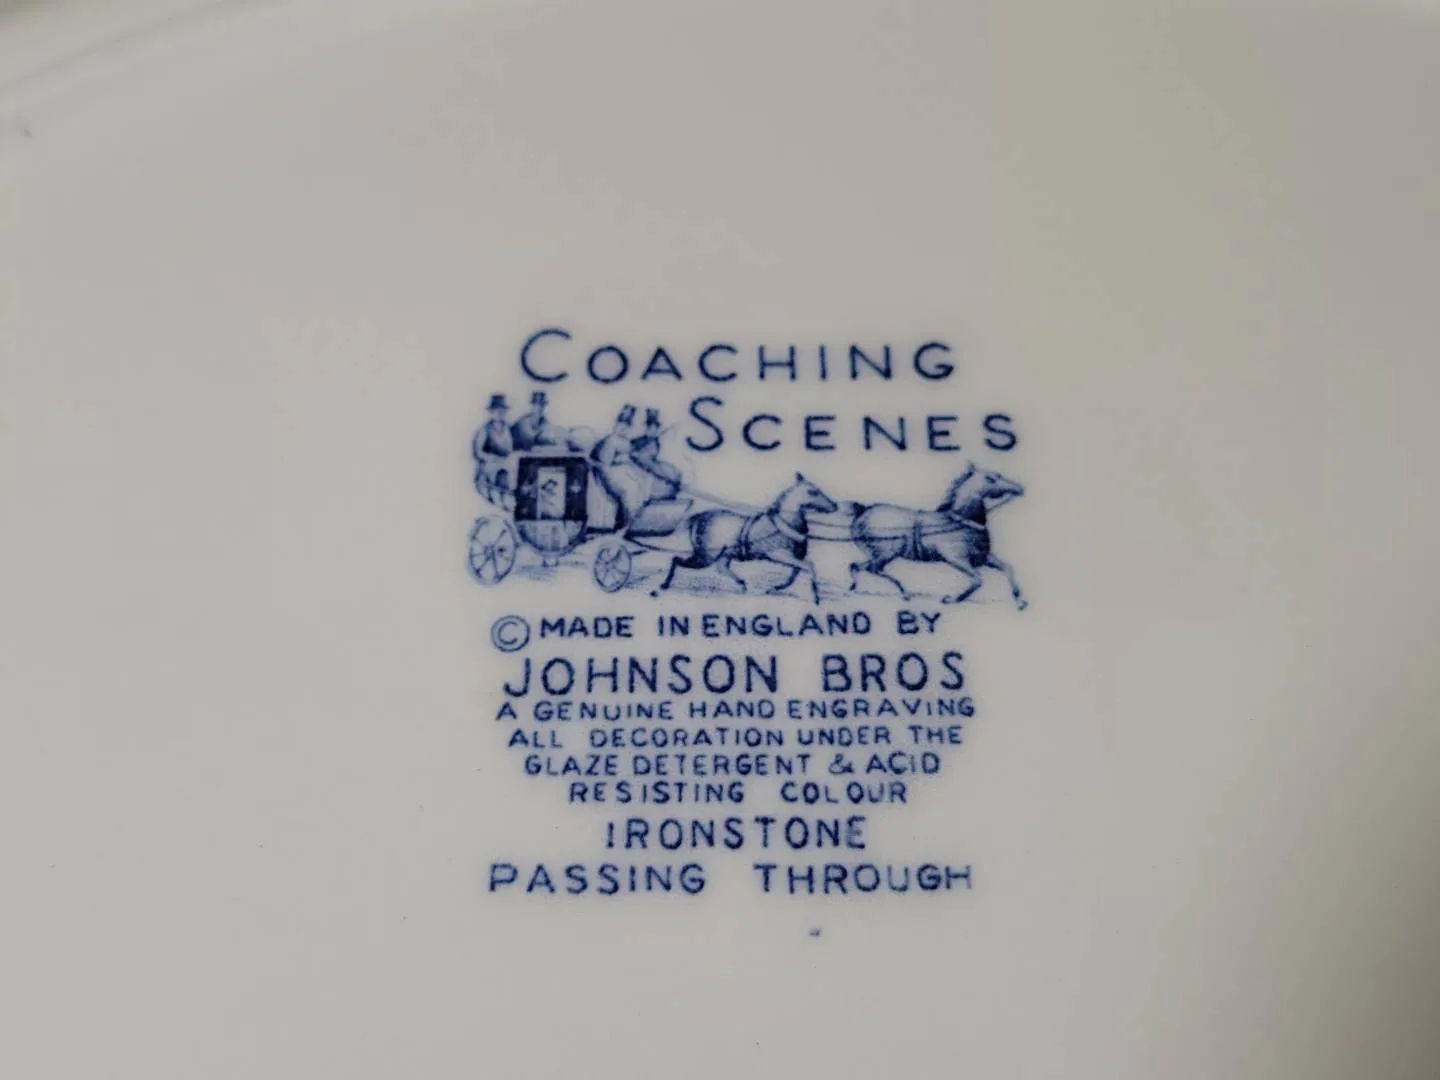 COACHING
SCENES
© MADE IN ENGLAND BY
JOHNSON BROS
A GENUINE HAND ENGRAVING
ALL DECORATION UNDER THE
GLAZE DETERGENT & ACID
RESISTING COLOUR
IRONSTONE
PASSING THROUGH